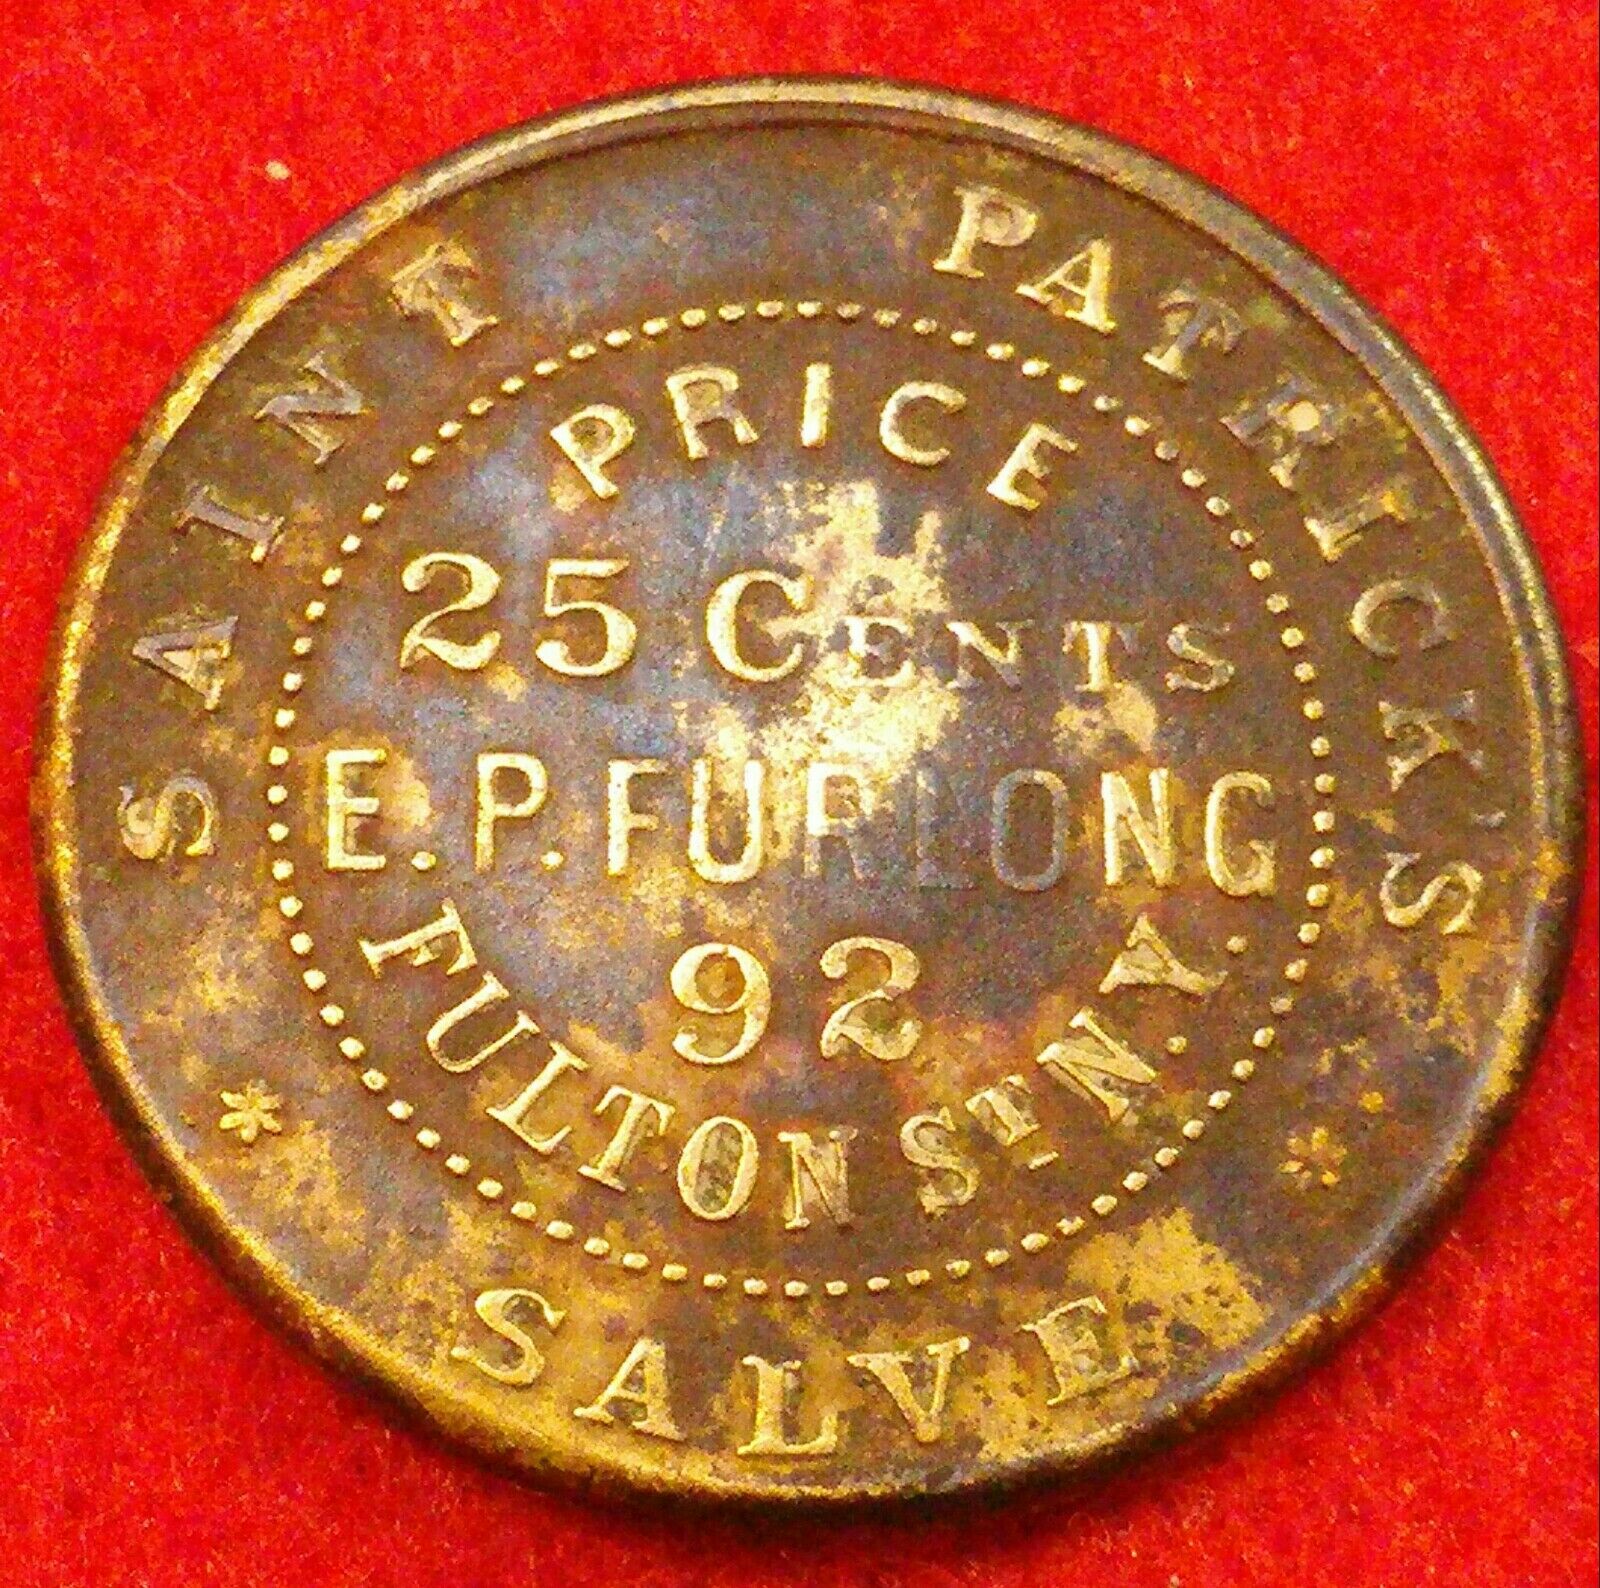 SAINT PATRICK'S
PRICE
25 CENTS
E.P.FURLONG
92
FULTON ST N.Y.
SALVE